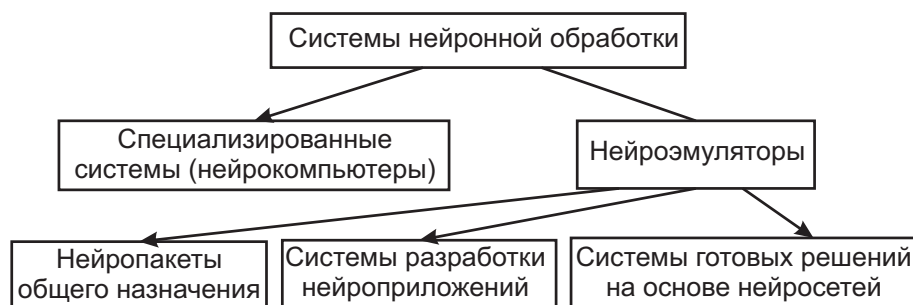 Системы нейронной обработки
Специализированные
системы (нейрокомпьютеры)
Нейроэмуляторы
Нейропакеты
общего назначения
Системы разработки
нейроприложений
Системы готовых решений
на основе нейросетей